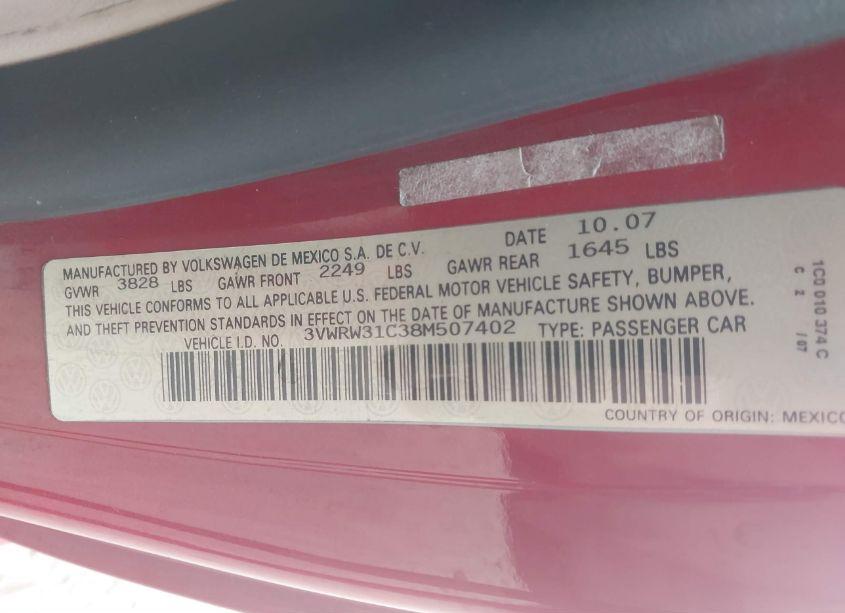 MANUFACTURED BY VOLKSWAGEN DE MEXICO S.A. DE C.V. DATE 10.07
GVWR 3828 LBS GAWR FRONT 2249 LBS GAWR REAR 1645 LBS
THIS VEHICLE CONFORMS TO ALL APPLICABLE U.S. FEDERAL MOTOR VEHICLE SAFETY, BUMPER,
AND THEFT PREVENTION STANDARDS IN EFFECT ON THE DATE OF MANUFACTURE SHOWN ABOVE.
VEHICLE I.D. NO. 3VWRW31C38M507402 TYPE: PASSENGER CAR
COUNTRY OF ORIGIN: MEXICO
1C0 010 374 C
C 2 /07